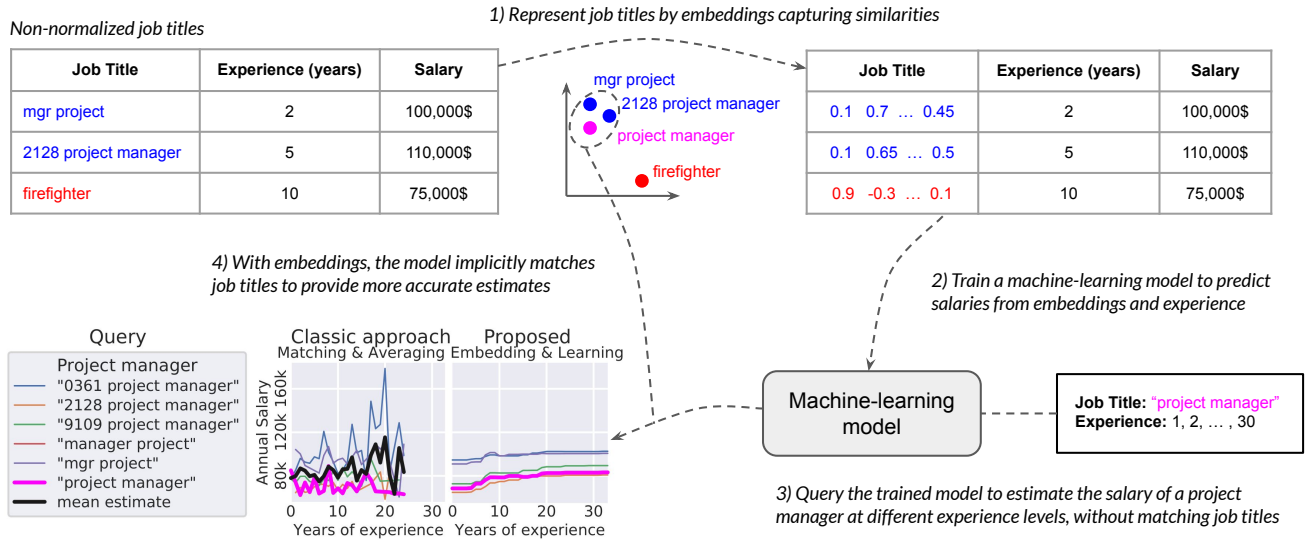 1) Represent job titles by embeddings capturing similarities
Non-normalized job titles
Job Title Experience (years) Salary
mgr project 2 100,000$
2128 project manager 5 110,000$
firefighter 10 75,000$
mgr project
2128 project manager
project manager
firefighter
Job Title Experience (years) Salary
0.1 0.7 … 0.45 2 100,000$
0.1 0.65 … 0.5 5 110,000$
0.9 -0.3 … 0.1 10 75,000$
4) With embeddings, the model implicitly matches
job titles to provide more accurate estimates
2) Train a machine-learning model to predict
salaries from embeddings and experience
Query
Project manager
"0361 project manager"
"2128 project manager"
"9109 project manager"
"manager project"
"mgr project"
"project manager"
mean estimate
Classic approach
Matching & Averaging
Proposed
Embedding & Learning
Annual Salary
80k 120k 160k
0 10 20 30
Years of experience
0 10 20 30
Years of experience
Machine-learning
model
Job Title: “project manager”
Experience: 1, 2, … , 30
3) Query the trained model to estimate the salary of a project
manager at different experience levels, without matching job titles